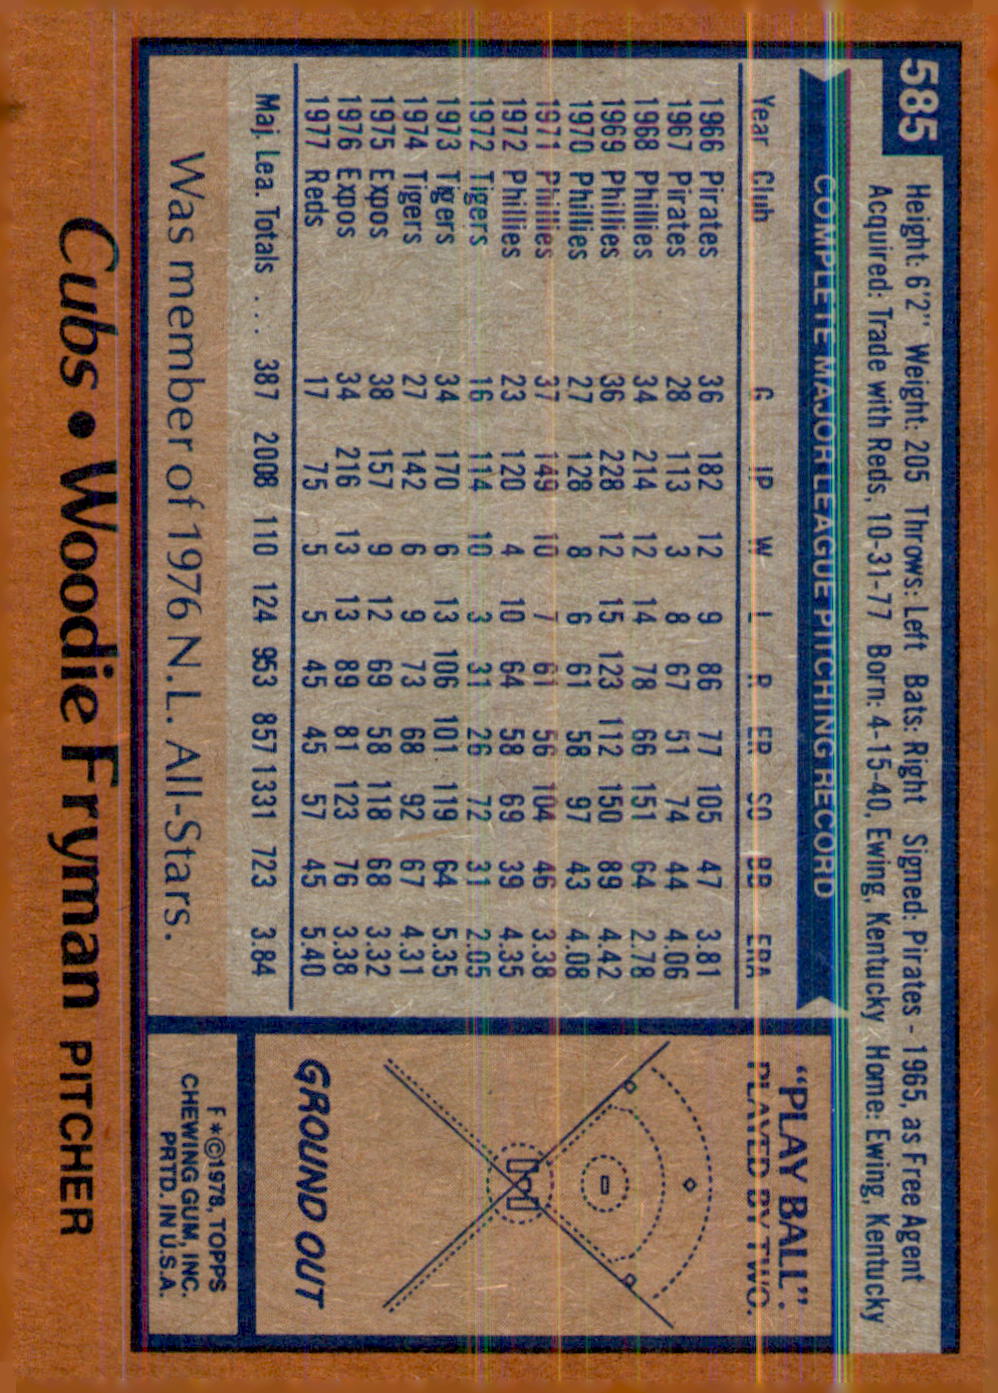 585
Height: 6'2" Weight: 205 Throws: Left Bats: Right Signed: Pirates - 1965, as Free Agent
Acquired: Trade with Reds, 10-31-77 Born: 4-15-40, Ewing, Kentucky Home: Ewing, Kentucky
COMPLETE MAJOR LEAGUE PITCHING RECORD
Year Club G IP W L R ER SO BB ERA
1966 Pirates 36 182 12 9 86 77 105 47 3.81
1967 Pirates 28 113 3 8 67 51 74 44 4.06
1968 Phillies 34 214 12 14 78 66 151 64 2.78
1969 Phillies 36 228 12 15 123 112 150 89 4.42
1970 Phillies 27 128 8 6 61 58 97 43 4.08
1971 Phillies 37 149 10 7 61 56 104 46 3.38
1972 Phillies 23 120 4 10 64 58 69 39 4.35
1972 Tigers 16 114 10 3 31 26 72 31 2.05
1973 Tigers 34 170 6 13 106 101 119 64 5.35
1974 Tigers 27 142 6 9 73 68 92 67 4.31
1975 Expos 38 157 9 12 69 58 118 68 3.32
1976 Expos 34 216 13 13 89 81 123 76 3.38
1977 Reds 17 75 5 5 45 45 57 45 5.40
Maj. Lea. Totals . . . 387 2008 110 124 953 857 1331 723 3.84
Was member of 1976 N.L. All-Stars.
"PLAY BALL":
PLAYED BY TWO.
GROUND OUT
F*©1978, TOPPS
CHEWING GUM, INC.
PRTD. IN U.S.A.
Cubs • Woodie Fryman PITCHER